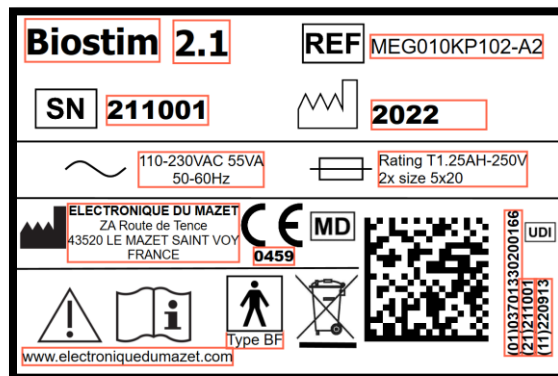 Biostim 2.1
REF MEG010KP102-A2
SN 211001
2022
110-230VAC 55VA
50-60Hz
Rating T1.25AH-250V
2x size 5x20
ELECTRONIQUE DU MAZET
ZA Route de Tence
43520 LE MAZET SAINT VOY
FRANCE
CE
0459
MD
UDI
(01)03701330200166
(21)211001
(11)220913
Type BF
www.electroniquedumazet.com